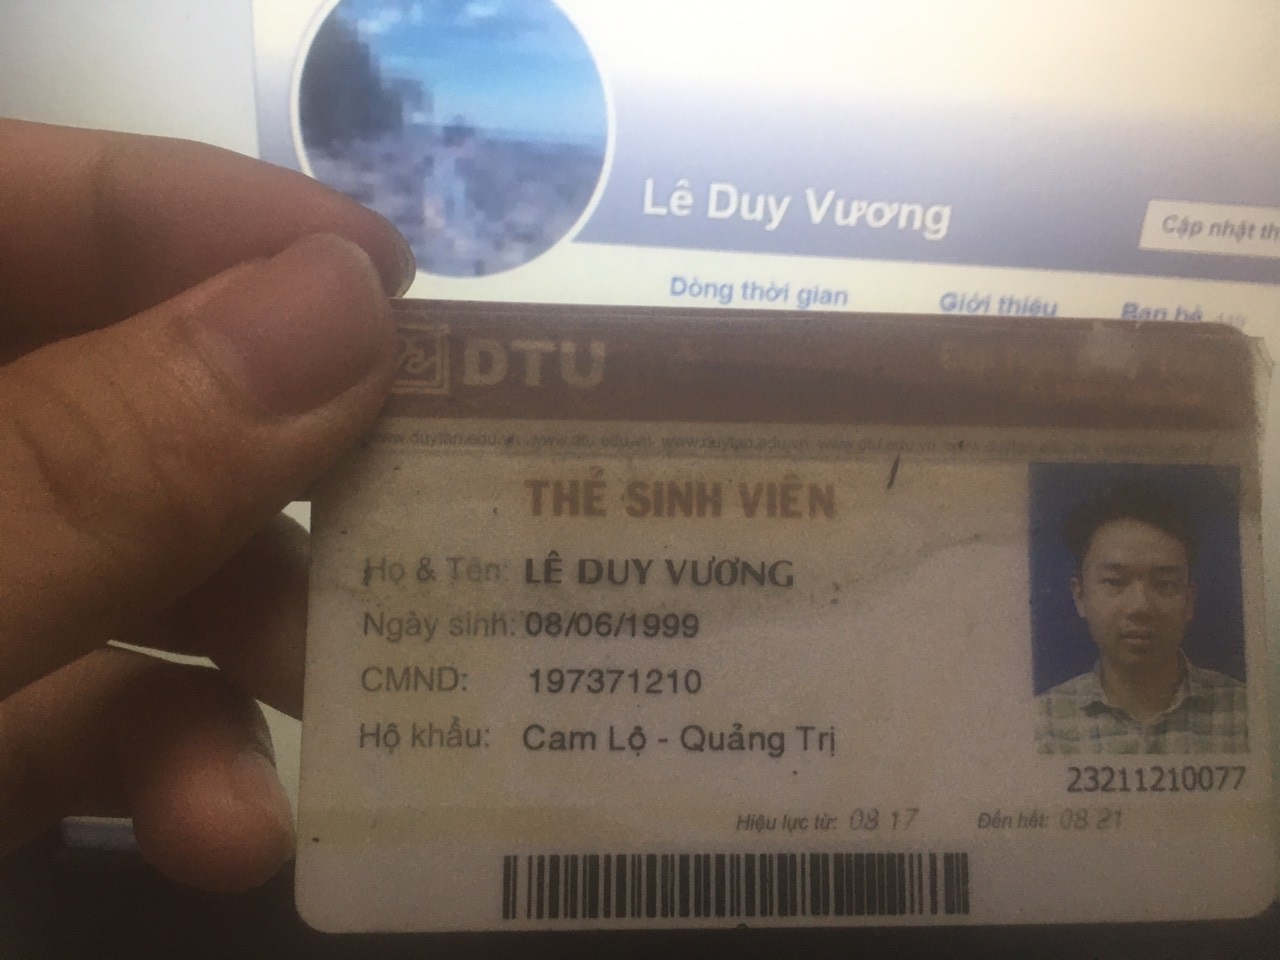 Lê Duy Vương
Cập nhật th
Dòng thời gian
Giới thiệu
Bạn bè
DTU
www.duytan.edu.vn www.dtu.edu.vn www.duytan.edu.vn www.dtu.edu.vn
THẺ SINH VIÊN
Họ & Tên: LÊ DUY VƯƠNG
Ngày sinh: 08/06/1999
CMND: 197371210
Hộ khẩu: Cam Lộ - Quảng Trị
23211210077
Hiệu lực từ: 08 17 Đến hết: 08 21